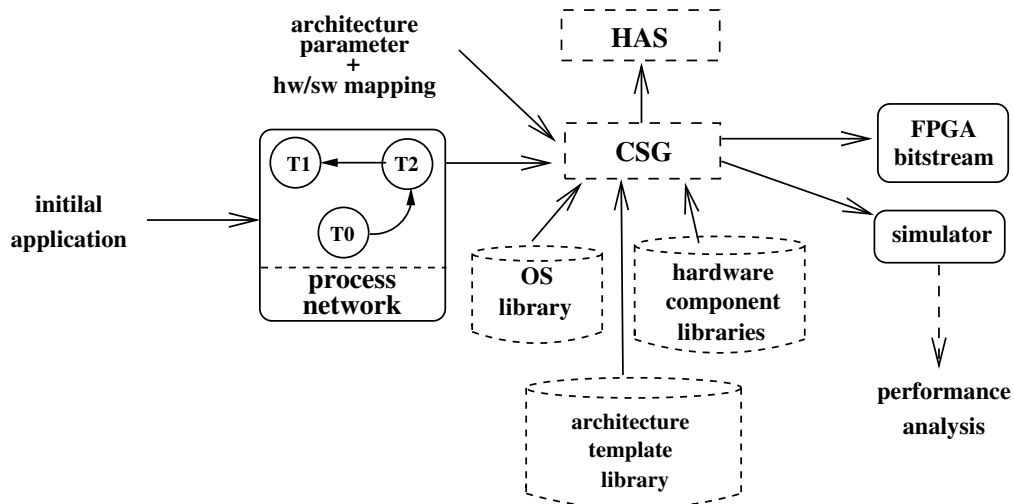 architecture
parameter
+
hw/sw mapping
HAS
CSG
FPGA
bitstream
T1
T2
T0
process
network
initilal
application
simulator
OS
library
hardware
component
libraries
architecture
template
library
performance
analysis